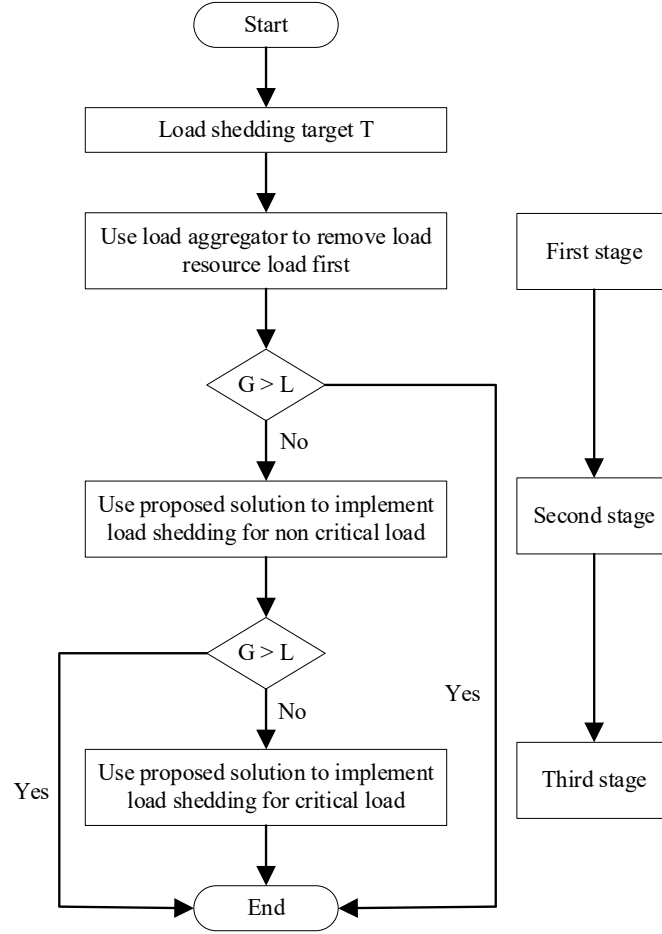 Start
Load shedding target T
Use load aggregator to remove load
resource load first
First stage
G > L
No
Use proposed solution to implement
load shedding for non critical load
Second stage
G > L
Yes
No
Use proposed solution to implement
load shedding for critical load
Third stage
Yes
End